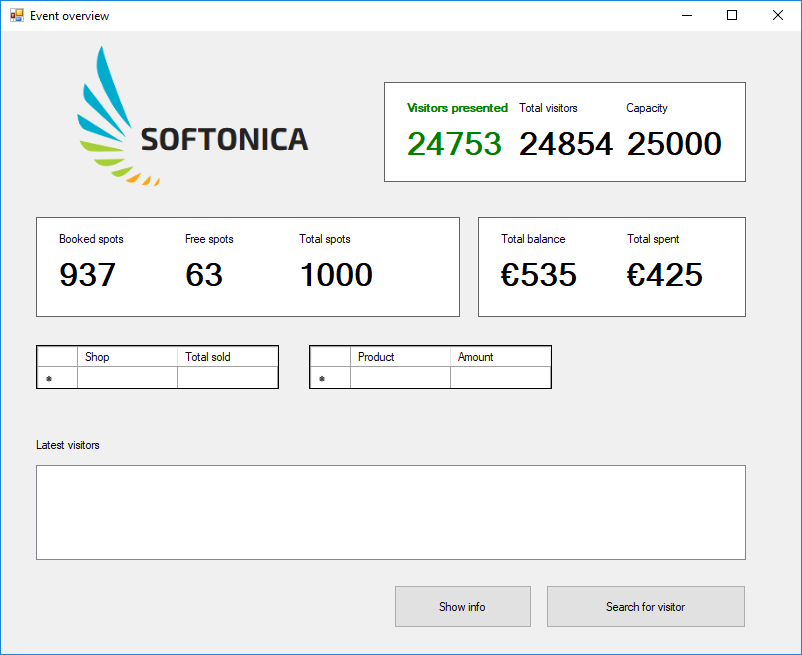 Event overview
SOFTONICA
Visitors presented Total visitors Capacity
24753 24854 25000
Booked spots Free spots Total spots
937 63 1000
Total balance Total spent
€535 €425
Shop Total sold
Product Amount
Latest visitors
Show info
Search for visitor